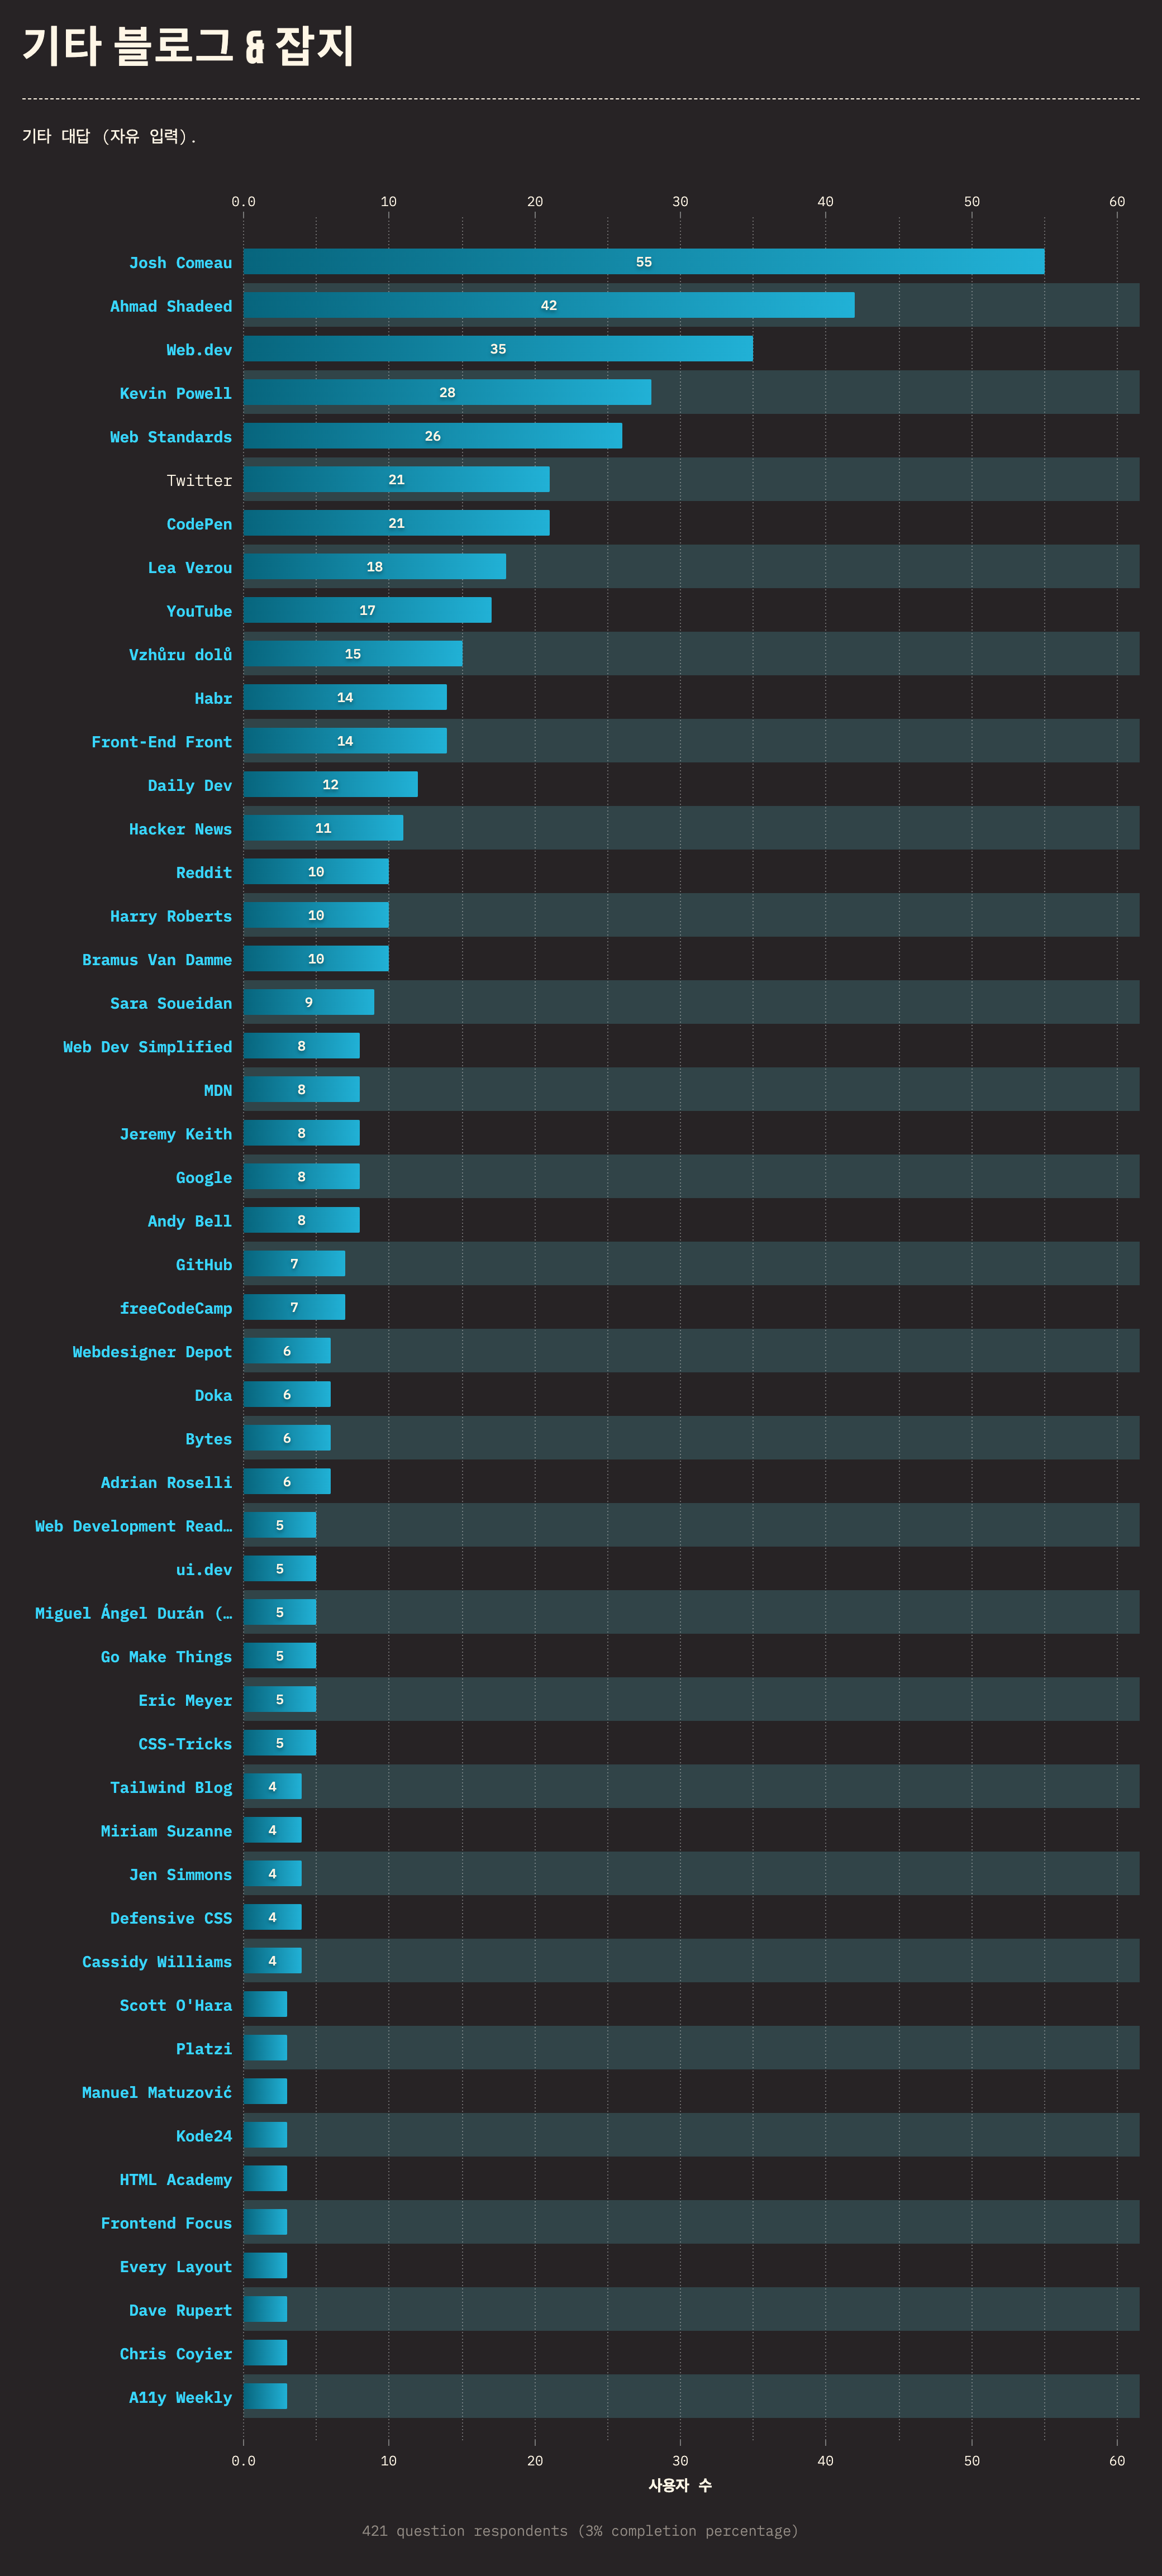 기타 블로그 & 잡지
기타 대답 (자유 입력).
0.0 10 20 30 40 50 60
Josh Comeau 55
Ahmad Shadeed 42
Web.dev 35
Kevin Powell 28
Web Standards 26
Twitter 21
CodePen 21
Lea Verou 18
YouTube 17
Vzhůru dolů 15
Habr 14
Front-End Front 14
Daily Dev 12
Hacker News 11
Reddit 10
Harry Roberts 10
Bramus Van Damme 10
Sara Soueidan 9
Web Dev Simplified 8
MDN 8
Jeremy Keith 8
Google 8
Andy Bell 8
GitHub 7
freeCodeCamp 7
Webdesigner Depot 6
Doka 6
Bytes 6
Adrian Roselli 6
Web Development Read… 5
ui.dev 5
Miguel Ángel Durán (… 5
Go Make Things 5
Eric Meyer 5
CSS-Tricks 5
Tailwind Blog 4
Miriam Suzanne 4
Jen Simmons 4
Defensive CSS 4
Cassidy Williams 4
Scott O'Hara
Platzi
Manuel Matuzović
Kode24
HTML Academy
Frontend Focus
Every Layout
Dave Rupert
Chris Coyier
A11y Weekly
0.0 10 20 30 40 50 60
사용자 수
421 question respondents (3% completion percentage)